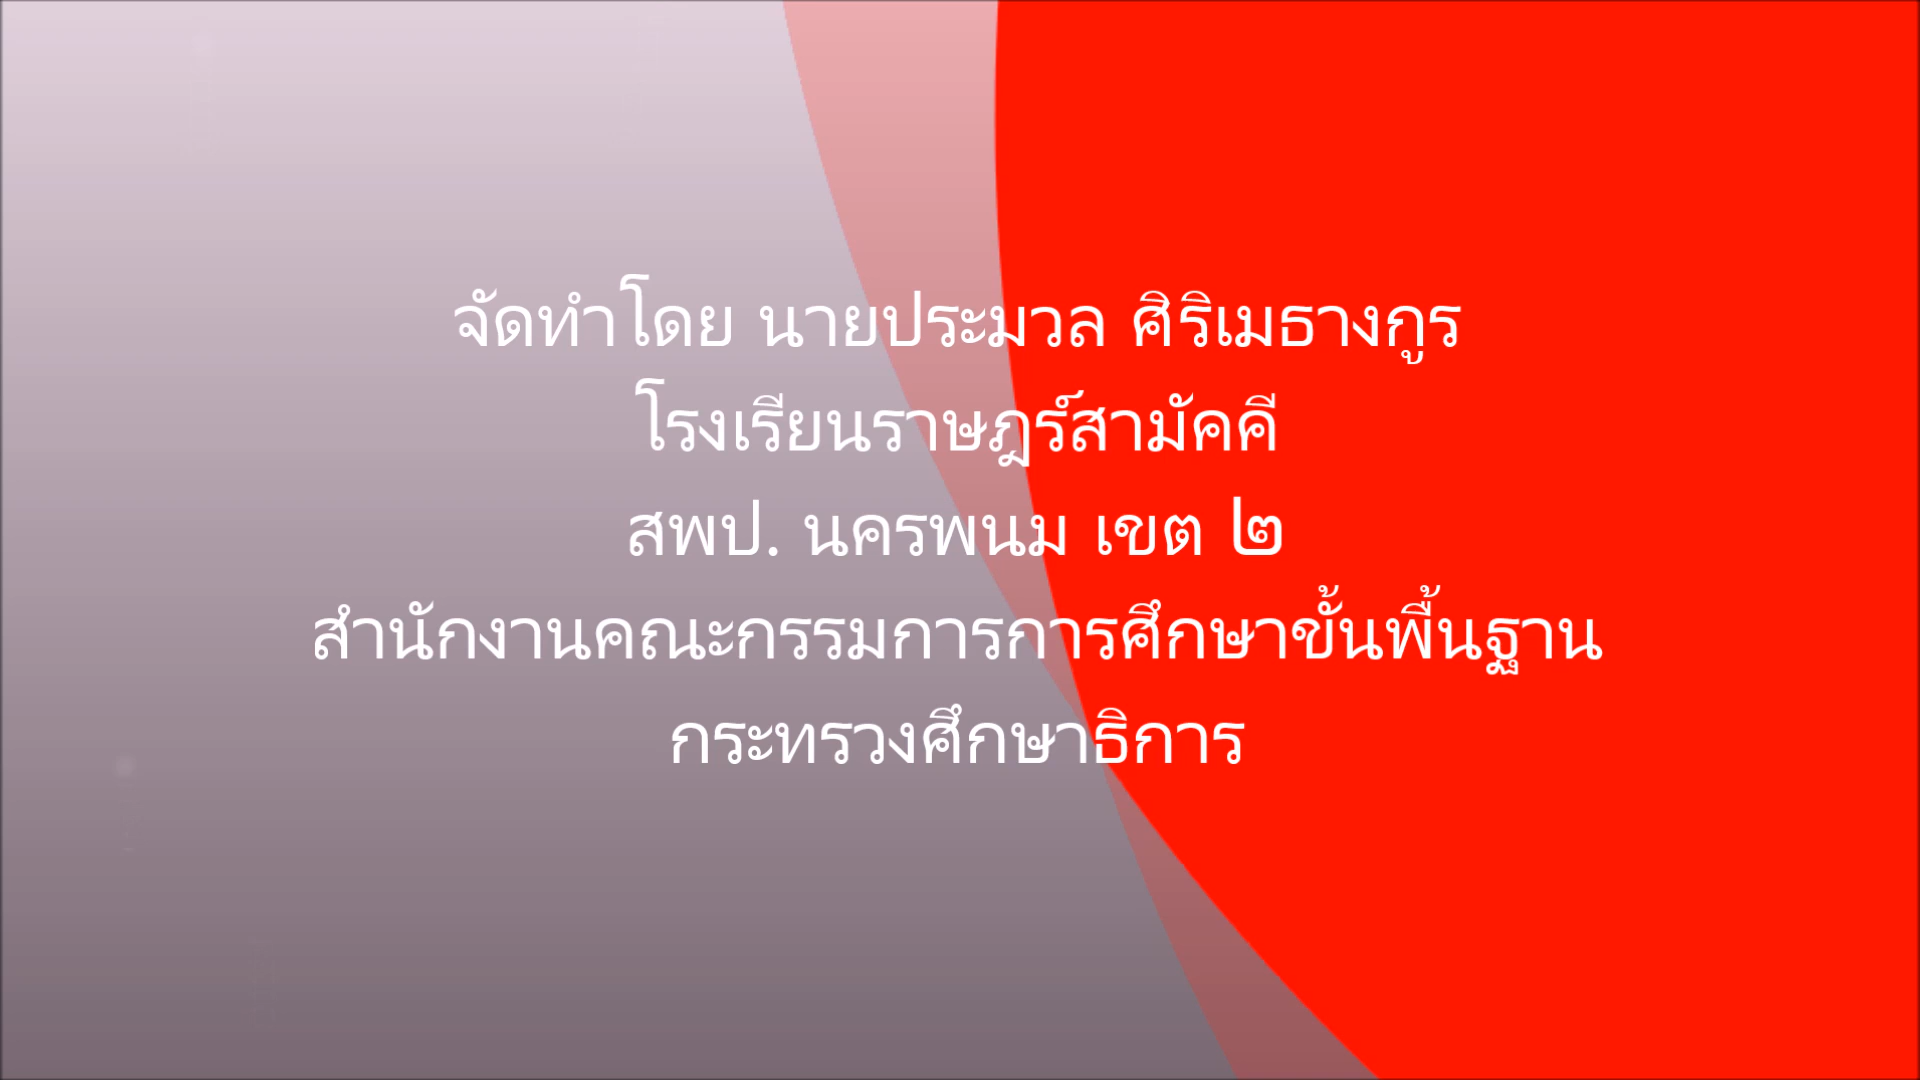 จัดทำโดย นายประมวล ศิริเมธางกูร
โรงเรียนราษฎร์สามัคคี
สพป. นครพนม เขต ๒
สำนักงานคณะกรรมการการศึกษาขั้นพื้นฐาน
กระทรวงศึกษาธิการ